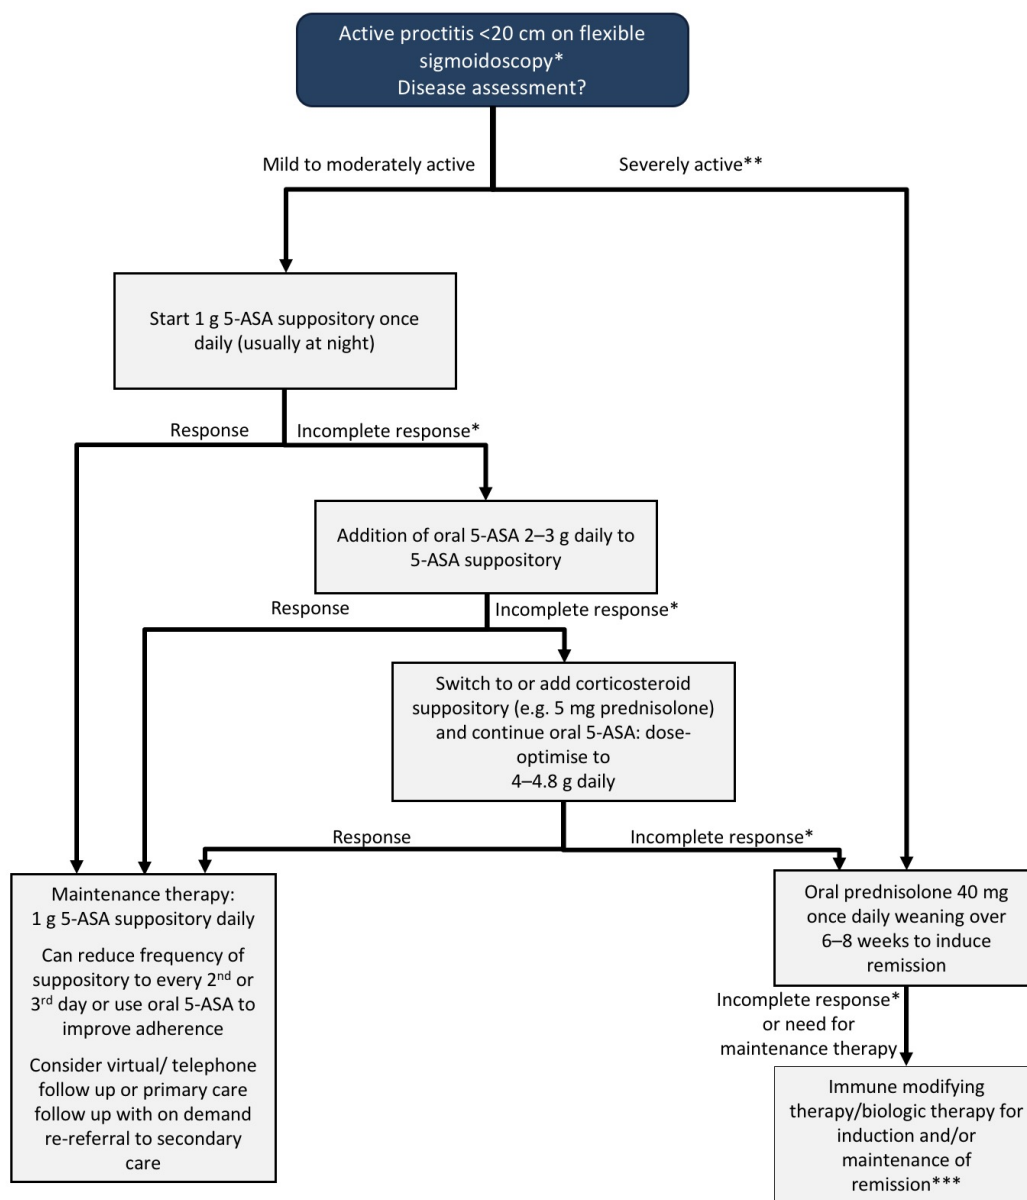 Active proctitis <20 cm on flexible
sigmoidoscopy*
Disease assessment?
Mild to moderately active
Severely active**
Start 1 g 5-ASA suppository once
daily (usually at night)
Response
Incomplete response*
Addition of oral 5-ASA 2–3 g daily to
5-ASA suppository
Response
Incomplete response*
Switch to or add corticosteroid
suppository (e.g. 5 mg prednisolone)
and continue oral 5-ASA: dose-
optimise to
4–4.8 g daily
Response
Incomplete response*
Maintenance therapy:
1 g 5-ASA suppository daily
Can reduce frequency of
suppository to every 2nd or
3rd day or use oral 5-ASA to
improve adherence
Consider virtual/ telephone
follow up or primary care
follow up with on demand
re-referral to secondary
care
Oral prednisolone 40 mg
once daily weaning over
6–8 weeks to induce
remission
Incomplete response*
or need for
maintenance therapy
Immune modifying
therapy/biologic therapy for
induction and/or
maintenance of
remission***